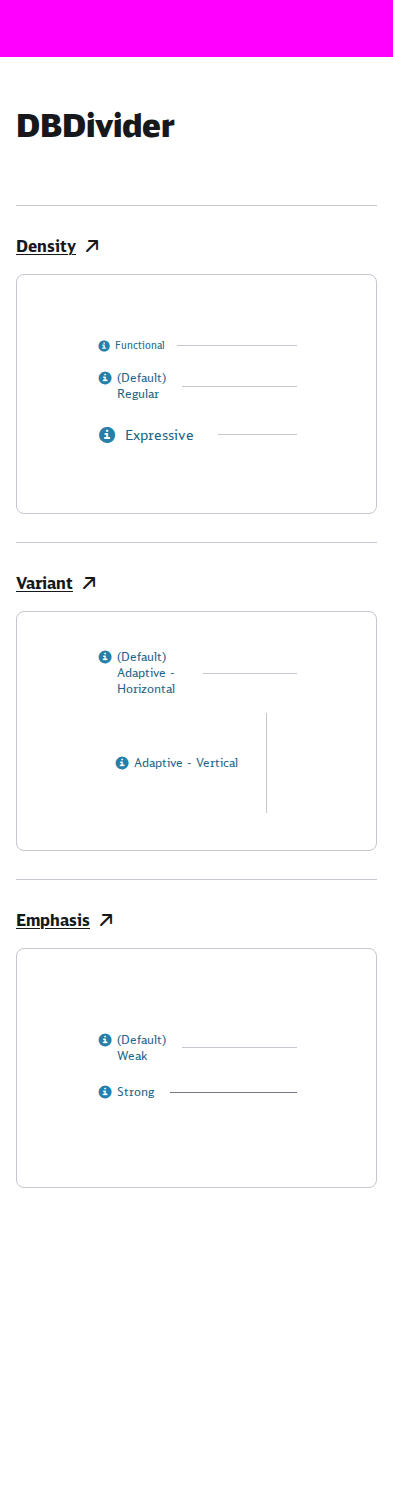 DBDivider
Density
Functional
(Default)
Regular
Expressive
Variant
(Default)
Adaptive -
Horizontal
Adaptive - Vertical
Emphasis
(Default)
Weak
Strong